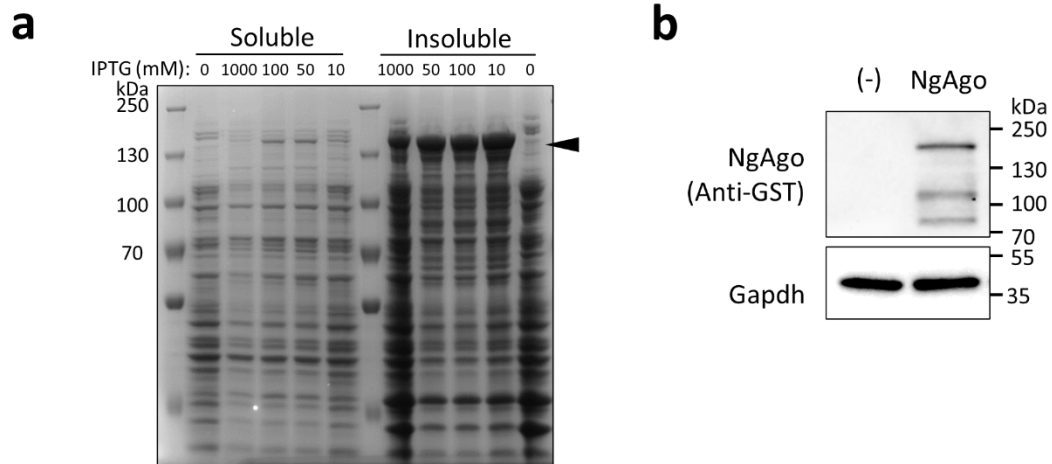 a
Soluble
Insoluble
IPTG (mM): 0 1000 100 50 10
1000 50 100 10 0
kDa
250
130
100
70
b
(-) NgAgo
kDa
NgAgo
(Anti-GST)
250
130
100
70
Gapdh
55
35